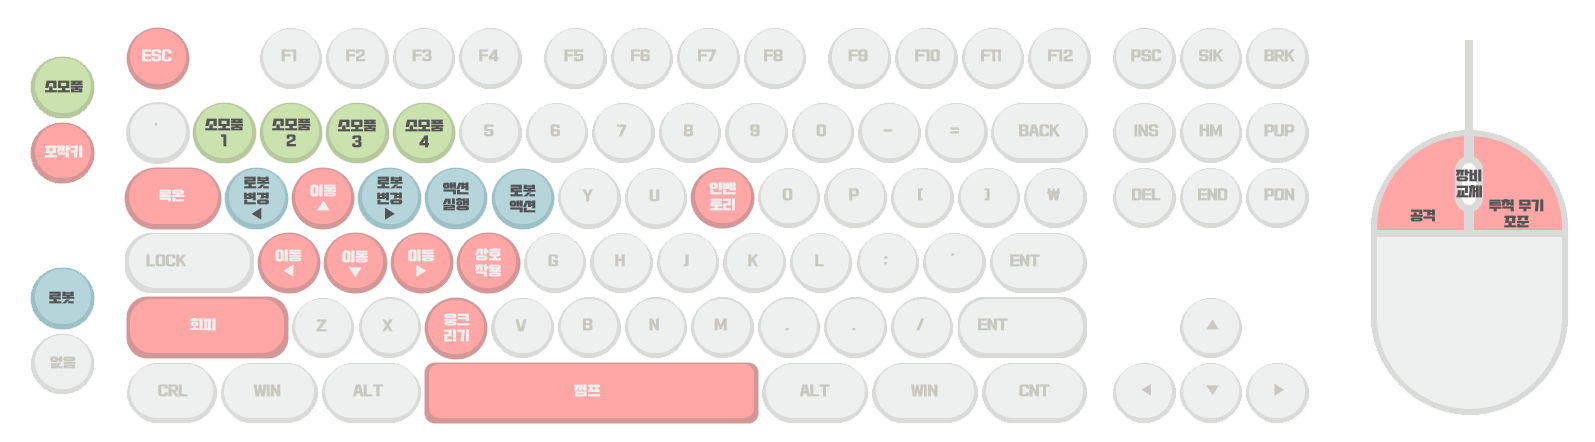 소모품
조작키
로봇
없음
ESC F1 F2 F3 F4 F5 F6 F7 F8 F9 F10 F11 F12 PSC SIK BRK
` 소모품 1 소모품 2 소모품 3 소모품 4 5 6 7 8 9 0 - = BACK INS HM PUP
록온 로봇 변경 ◀ 이동 ▲ 로봇 변경 ▶ 액션 실행 로봇 액션 Y U 인벤 토리 O P [ ] ₩ DEL END PDN
LOCK 이동 ◀ 이동 ▼ 이동 ▶ 상호 작용 G H J K L ; ' ENT
회피 Z X 웅크 리기 V B N M , . / ENT ▲
CRL WIN ALT 점프 ALT WIN CNT ◀ ▼ ▶
장비
교체
공격
투척 무기
조준